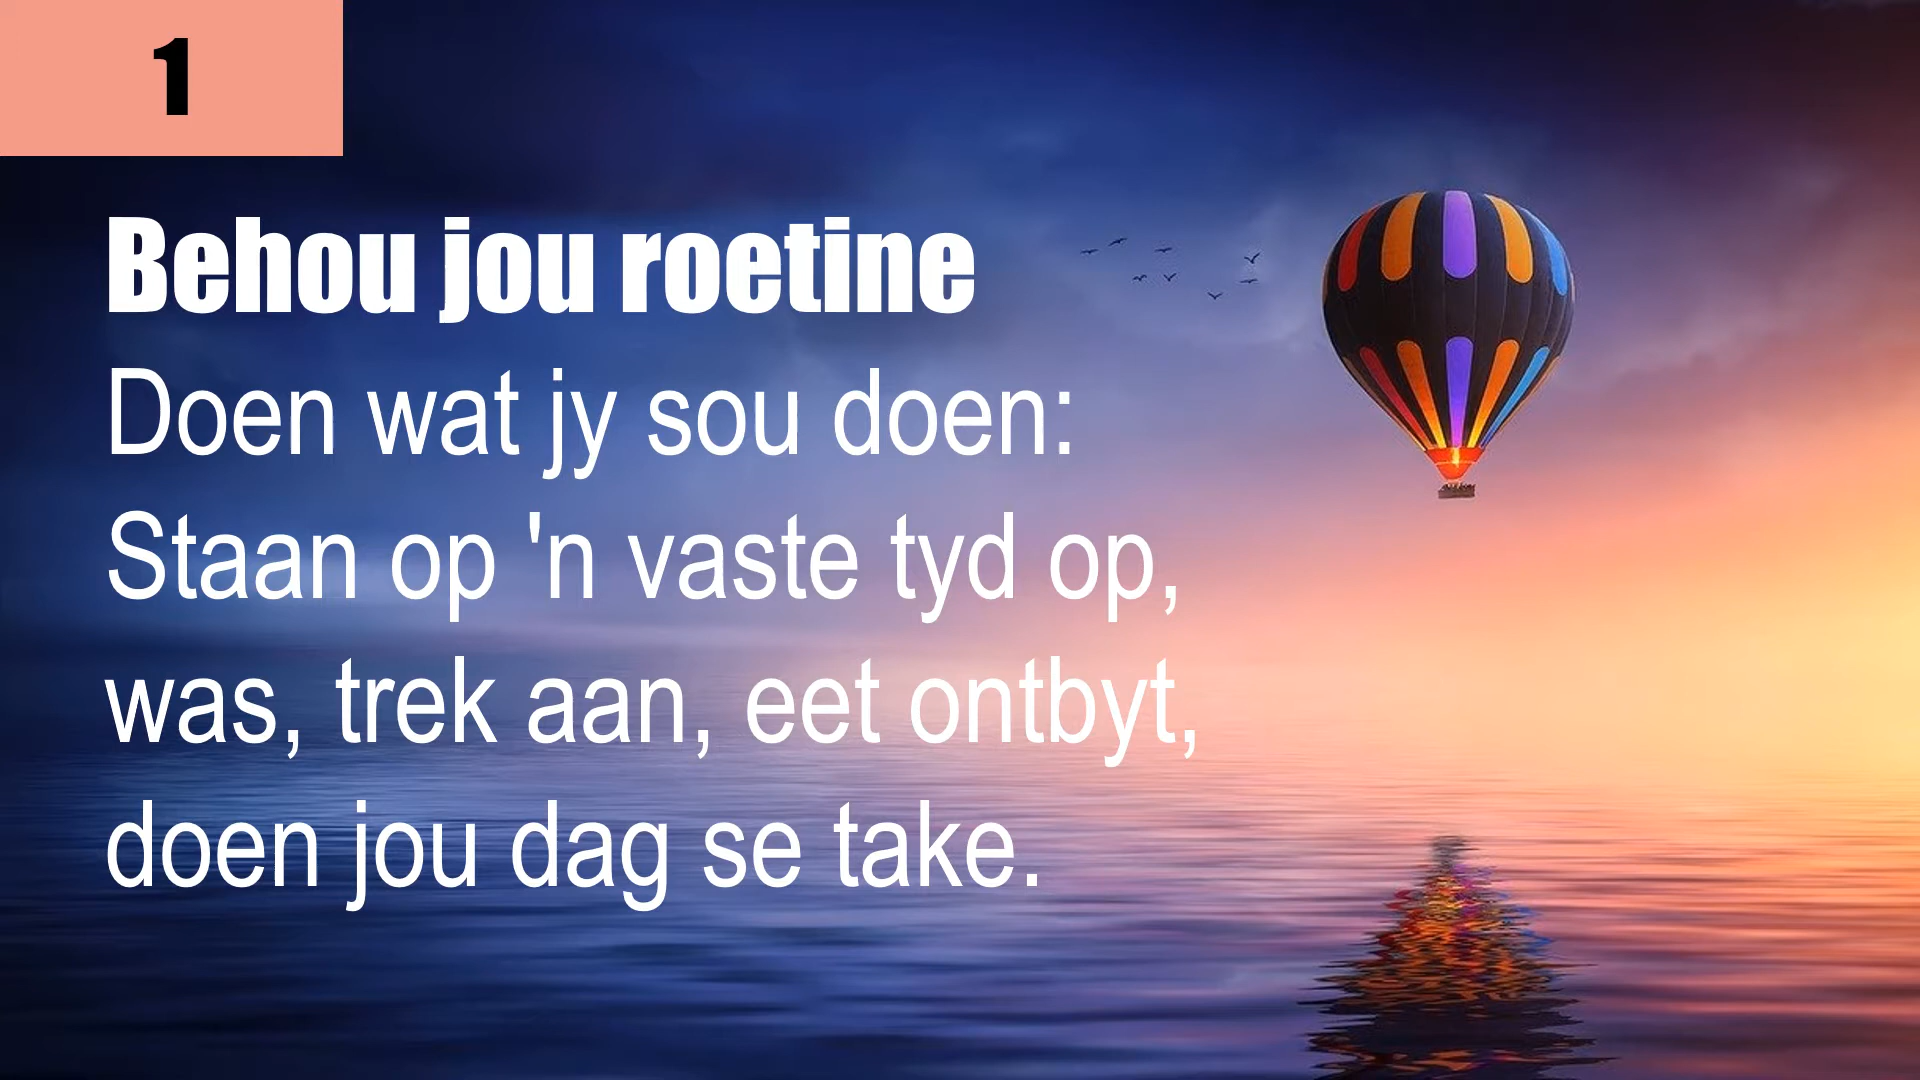 1
Behou jou roetine
Doen wat jy sou doen:
Staan op 'n vaste tyd op,
was, trek aan, eet ontbyt,
doen jou dag se take.